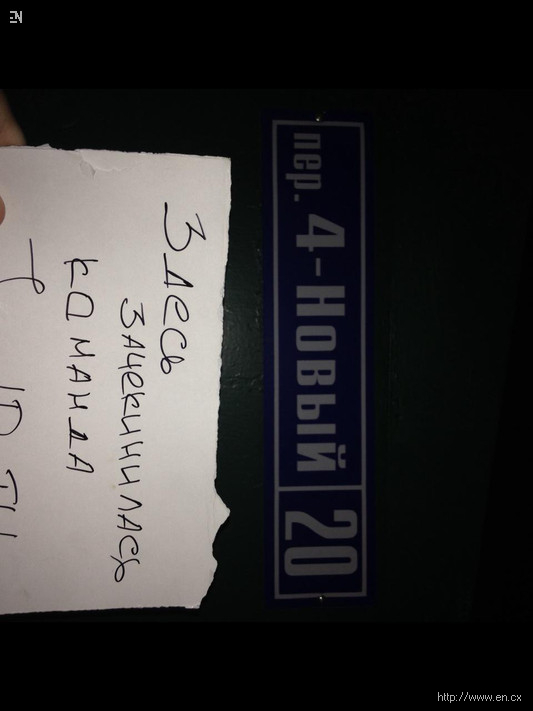 EN
пер. 4-Новый 20
Здесь
зачекинилась
команда
http://www.en.cx